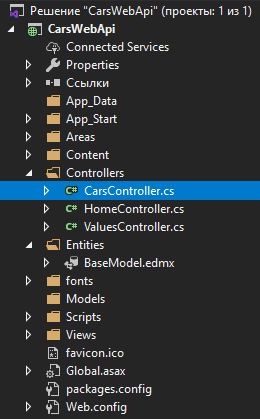 Решение "CarsWebApi" (проекты: 1 из 1)
CarsWebApi
Connected Services
Properties
Ссылки
App_Data
App_Start
Areas
Content
Controllers
C# CarsController.cs
C# HomeController.cs
C# ValuesController.cs
Entities
BaseModel.edmx
fonts
Models
Scripts
Views
favicon.ico
Global.asax
packages.config
Web.config